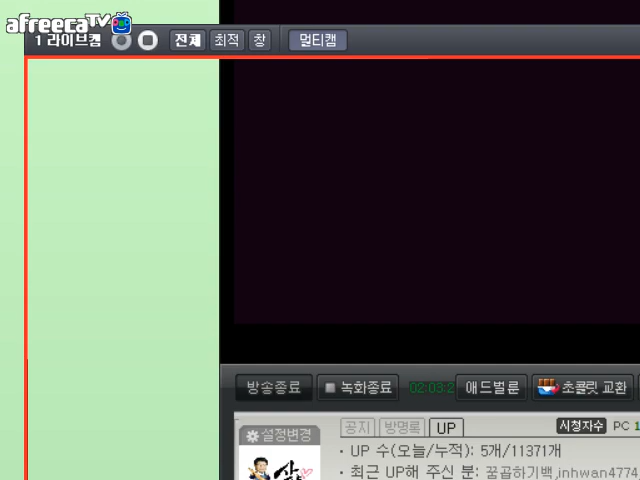 afreecaTV
1 라이브캠 전체 최적 창 멀티캠
방송종료 녹화종료 02:03:2 애드벌룬 초콜릿 교환
공지 방명록 UP 시청자수 PC 1
설정변경
· UP 수(오늘/누적): 5개/11371개
· 최근 UP해 주신 분: 꿈곱하기백,inhwan4774,